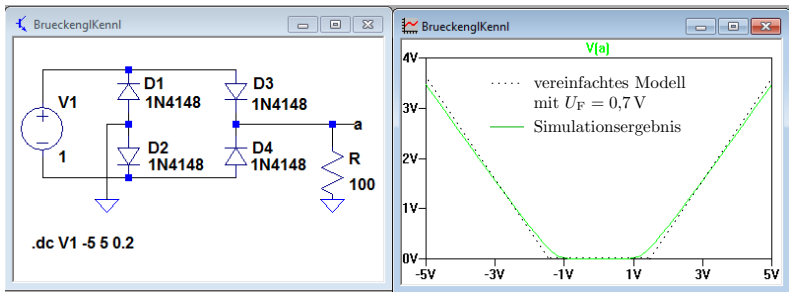 BrueckenglKennl
D1
1N4148
D3
1N4148
V1
1
D2
1N4148
D4
1N4148
a
R
100
.dc V1 -5 5 0.2
BrueckenglKennl
V(a)
4V
3V
2V
1V
0V
-5V -3V -1V 1V 3V 5V
vereinfachtes Modell
mit UF = 0,7 V
Simulationsergebnis